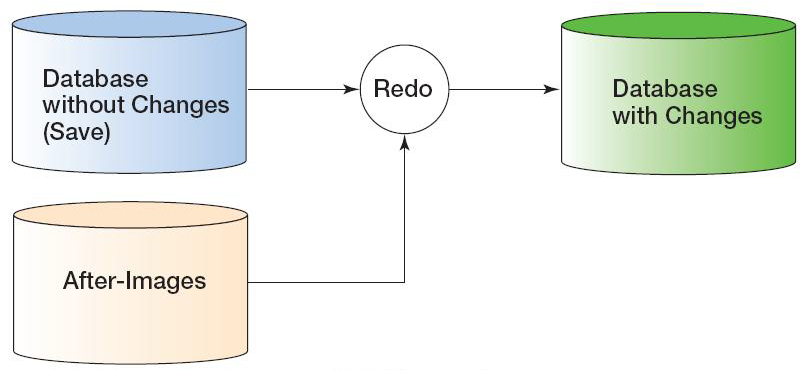 Database
without Changes
(Save)
Redo
Database
with Changes
After-Images